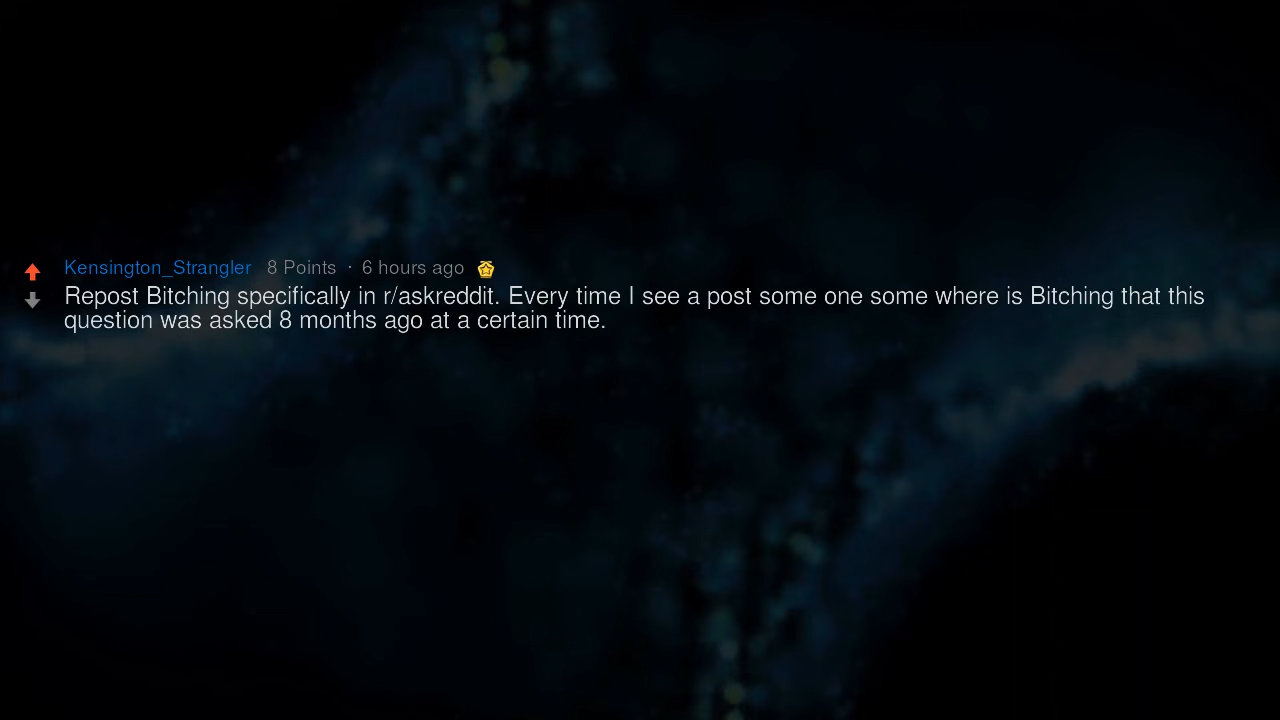 Kensington_Strangler 8 Points · 6 hours ago
Repost Bitching specifically in r/askreddit. Every time I see a post some one some where is Bitching that this
question was asked 8 months ago at a certain time.